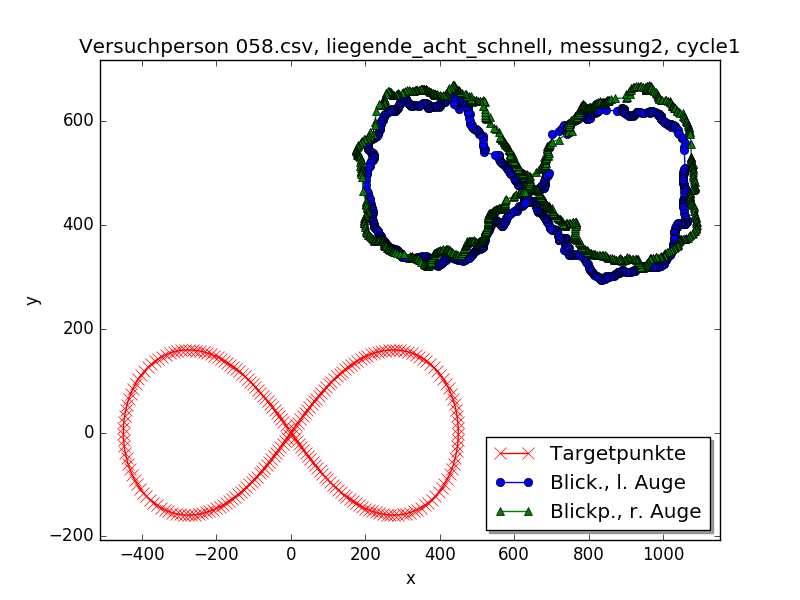 Versuchperson 058.csv, liegende_acht_schnell, messung2, cycle1
y
600
400
200
0
−200
−400
−200
0
200
400
600
800
1000
x
Targetpunkte
Blick., l. Auge
Blickp., r. Auge